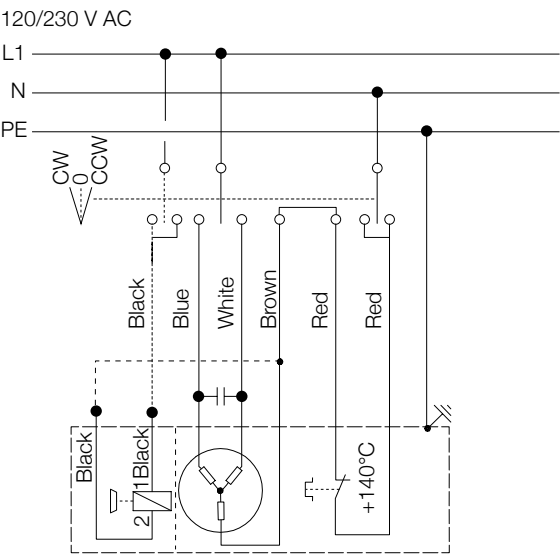 120/230 V AC
L1
N
PE
CW
0
CCW
Black
Blue
White
Brown
Red
Red
Black
1
Black
2
+140°C